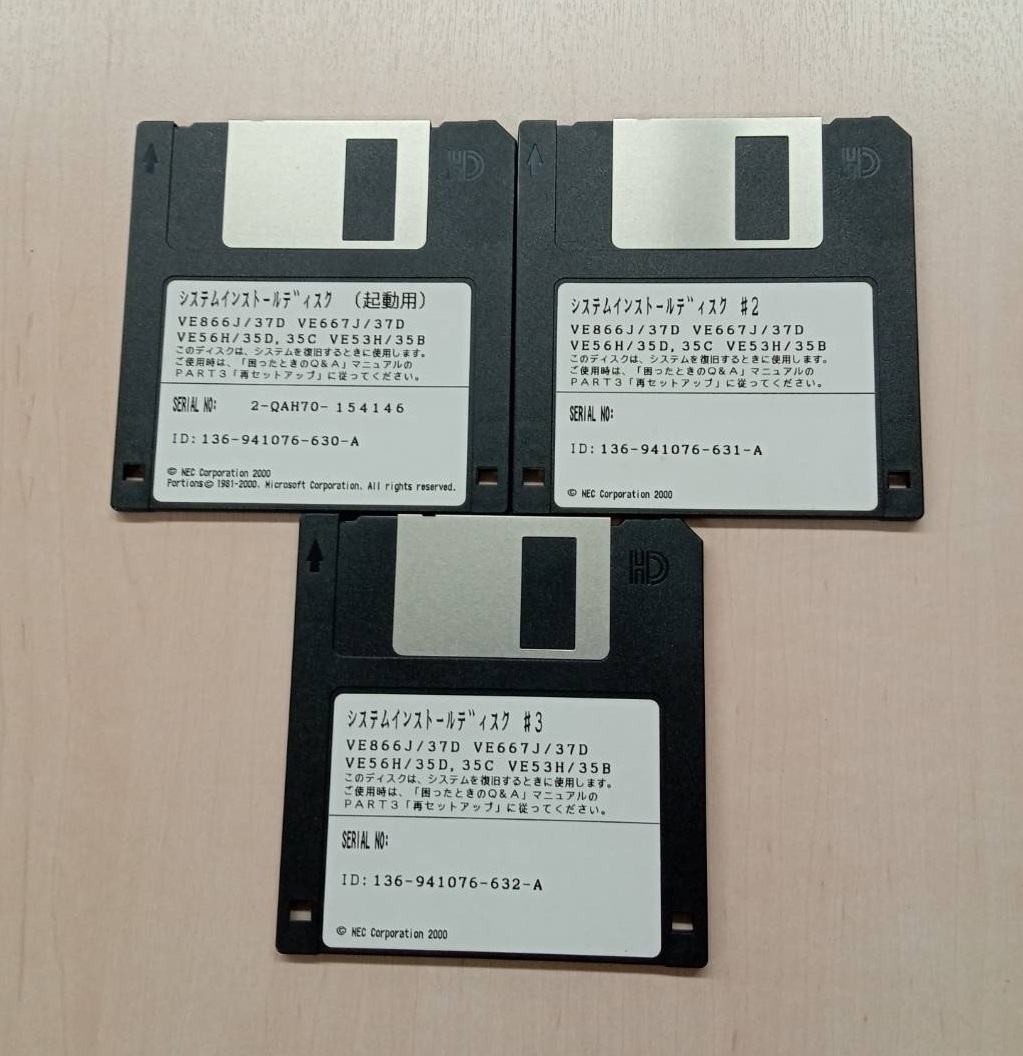 HD
システムインストールディスク （起動用）
VE866J/37D VE667J/37D
VE56H/35D, 35C VE53H/35B
このディスクは、システムを復旧するときに使用します。
ご使用時は、「困ったときのQ&A」マニュアルの
PART3「再セットアップ」に従ってください。
SERIAL NO: 2-QAH70- 154146
ID: 136-941076-630-A
© NEC Corporation 2000
Portions© 1981-2000, Microsoft Corporation. All rights reserved.
HD
システムインストールディスク #2
VE866J/37D VE667J/37D
VE56H/35D, 35C VE53H/35B
このディスクは、システムを復旧するときに使用します。
ご使用時は、「困ったときのQ&A」マニュアルの
PART3「再セットアップ」に従ってください。
SERIAL NO:
ID: 136-941076-631-A
© NEC Corporation 2000
HD
システムインストールディスク #3
VE866J/37D VE667J/37D
VE56H/35D, 35C VE53H/35B
このディスクは、システムを復旧するときに使用します。
ご使用時は、「困ったときのQ&A」マニュアルの
PART3「再セットアップ」に従ってください。
SERIAL NO:
ID: 136-941076-632-A
© NEC Corporation 2000